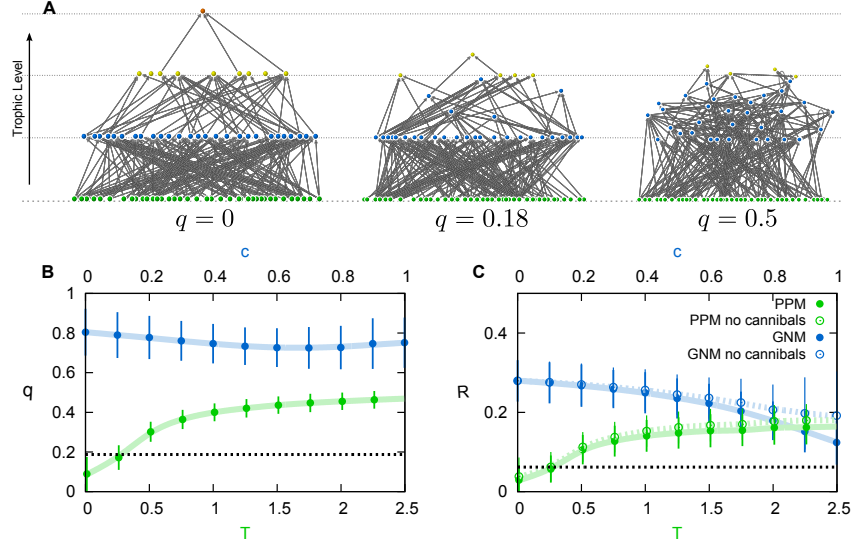 A
Trophic Level
q = 0
q = 0.18
q = 0.5
B
c
0 0.2 0.4 0.6 0.8 1
1
0.8
0.6
q
0.4
0.2
0
0 0.5 1 1.5 2 2.5
T
C
c
0 0.2 0.4 0.6 0.8 1
PPM
PPM no cannibals
GNM
GNM no cannibals
0.4
R
0.2
0
0 0.5 1 1.5 2 2.5
T